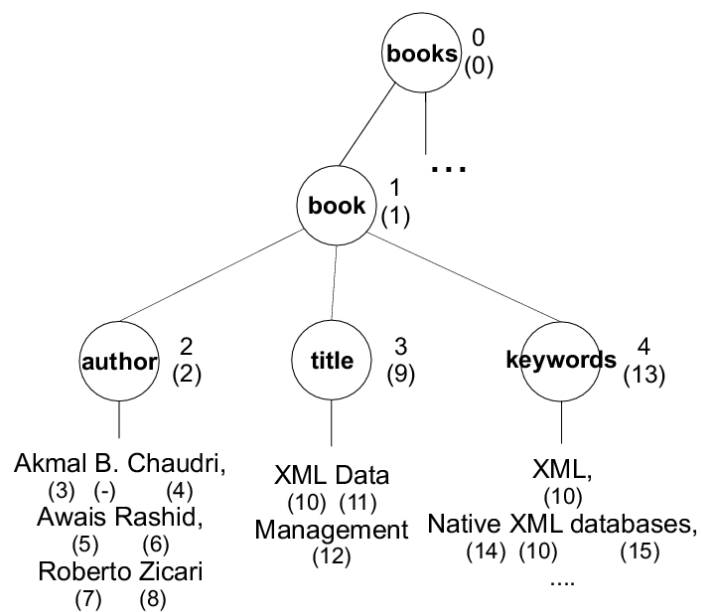 books 0
(0)
...
book 1
(1)
author 2
(2)
title 3
(9)
keywords 4
(13)
Akmal B. Chaudri,
(3) (-) (4)
Awais Rashid,
(5) (6)
Roberto Zicari
(7) (8)
XML Data
(10) (11)
Management
(12)
XML,
(10)
Native XML databases,
(14) (10) (15)
....